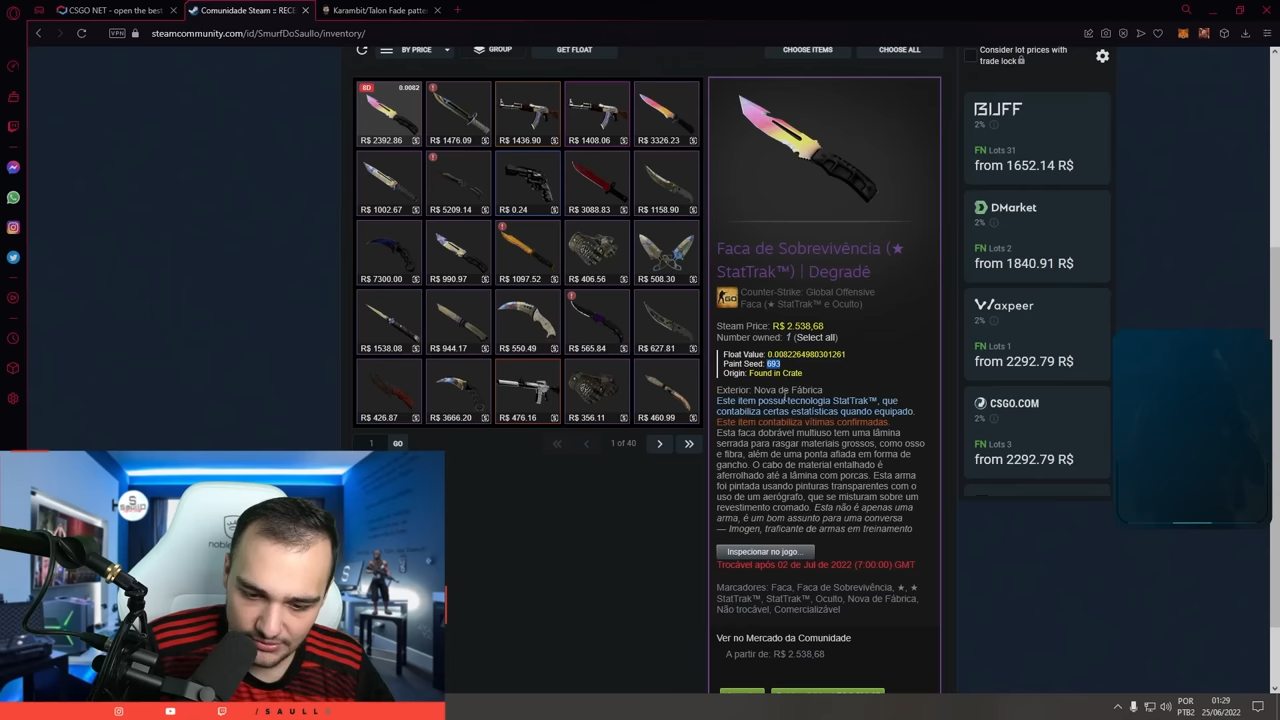 CSGO NET - open the best
Comunidade Steam :: RECE
Karambit/Talon Fade patte
VPN
steamcommunity.com/id/SmurfDoSaullo/inventory/
BY PRICE
GROUP
GET FLOAT
CHOOSE ITEMS
CHOOSE ALL
Consider lot prices with
trade lock
8D 0.0082
R$ 2392.86
R$ 1476.09
R$ 1436.90
R$ 1408.06
R$ 3326.23
R$ 1002.67
R$ 5209.14
R$ 0.24
R$ 3088.83
R$ 1158.90
R$ 7300.00
R$ 990.97
R$ 1097.52
R$ 406.56
R$ 508.30
R$ 1538.08
R$ 944.17
R$ 550.49
R$ 565.84
R$ 627.81
R$ 426.87
R$ 3666.20
R$ 476.16
R$ 356.11
R$ 460.99
1
GO
1 of 40
Faca de Sobrevivência (★
StatTrak™) | Degradê
Counter-Strike: Global Offensive
Faca (★ StatTrak™ e Oculto)
Steam Price: R$ 2.538,68
Number owned: 1 (Select all)
Float Value: 0.0082264980301261
Paint Seed: 693
Origin: Found in Crate
Exterior: Nova de Fábrica
Este item possui tecnologia StatTrak™, que
contabiliza certas estatísticas quando equipado.
Este item contabiliza vítimas confirmadas.
Esta faca dobrável multiuso tem uma lâmina
serrada para rasgar materiais grossos, como osso
e fibra, além de uma ponta afiada em forma de
gancho. O cabo de material entalhado é
aferrolhado até a lâmina com porcas. Esta arma
foi pintada usando pinturas transparentes com o
uso de um aerógrafo, que se misturam sobre um
revestimento cromado. Esta não é apenas uma
arma, é um bom assunto para uma conversa
— Imogen, traficante de armas em treinamento
Inspecionar no jogo...
Trocável após 02 de Jul de 2022 (7:00:00) GMT
Marcadores: Faca, Faca de Sobrevivência, ★, ★
StatTrak™, StatTrak™, Oculto, Nova de Fábrica,
Não trocável, Comercializável
Ver no Mercado da Comunidade
A partir de: R$ 2.538,68
BUFF
2%
FN Lots 31
from 1652.14 R$
DMarket
2%
FN Lots 2
from 1840.91 R$
Waxpeer
2%
FN Lots 1
from 2292.79 R$
CSGO.COM
2%
FN Lots 3
from 2292.79 R$
/SAULL
POR
PTB2
01:29
25/06/2022